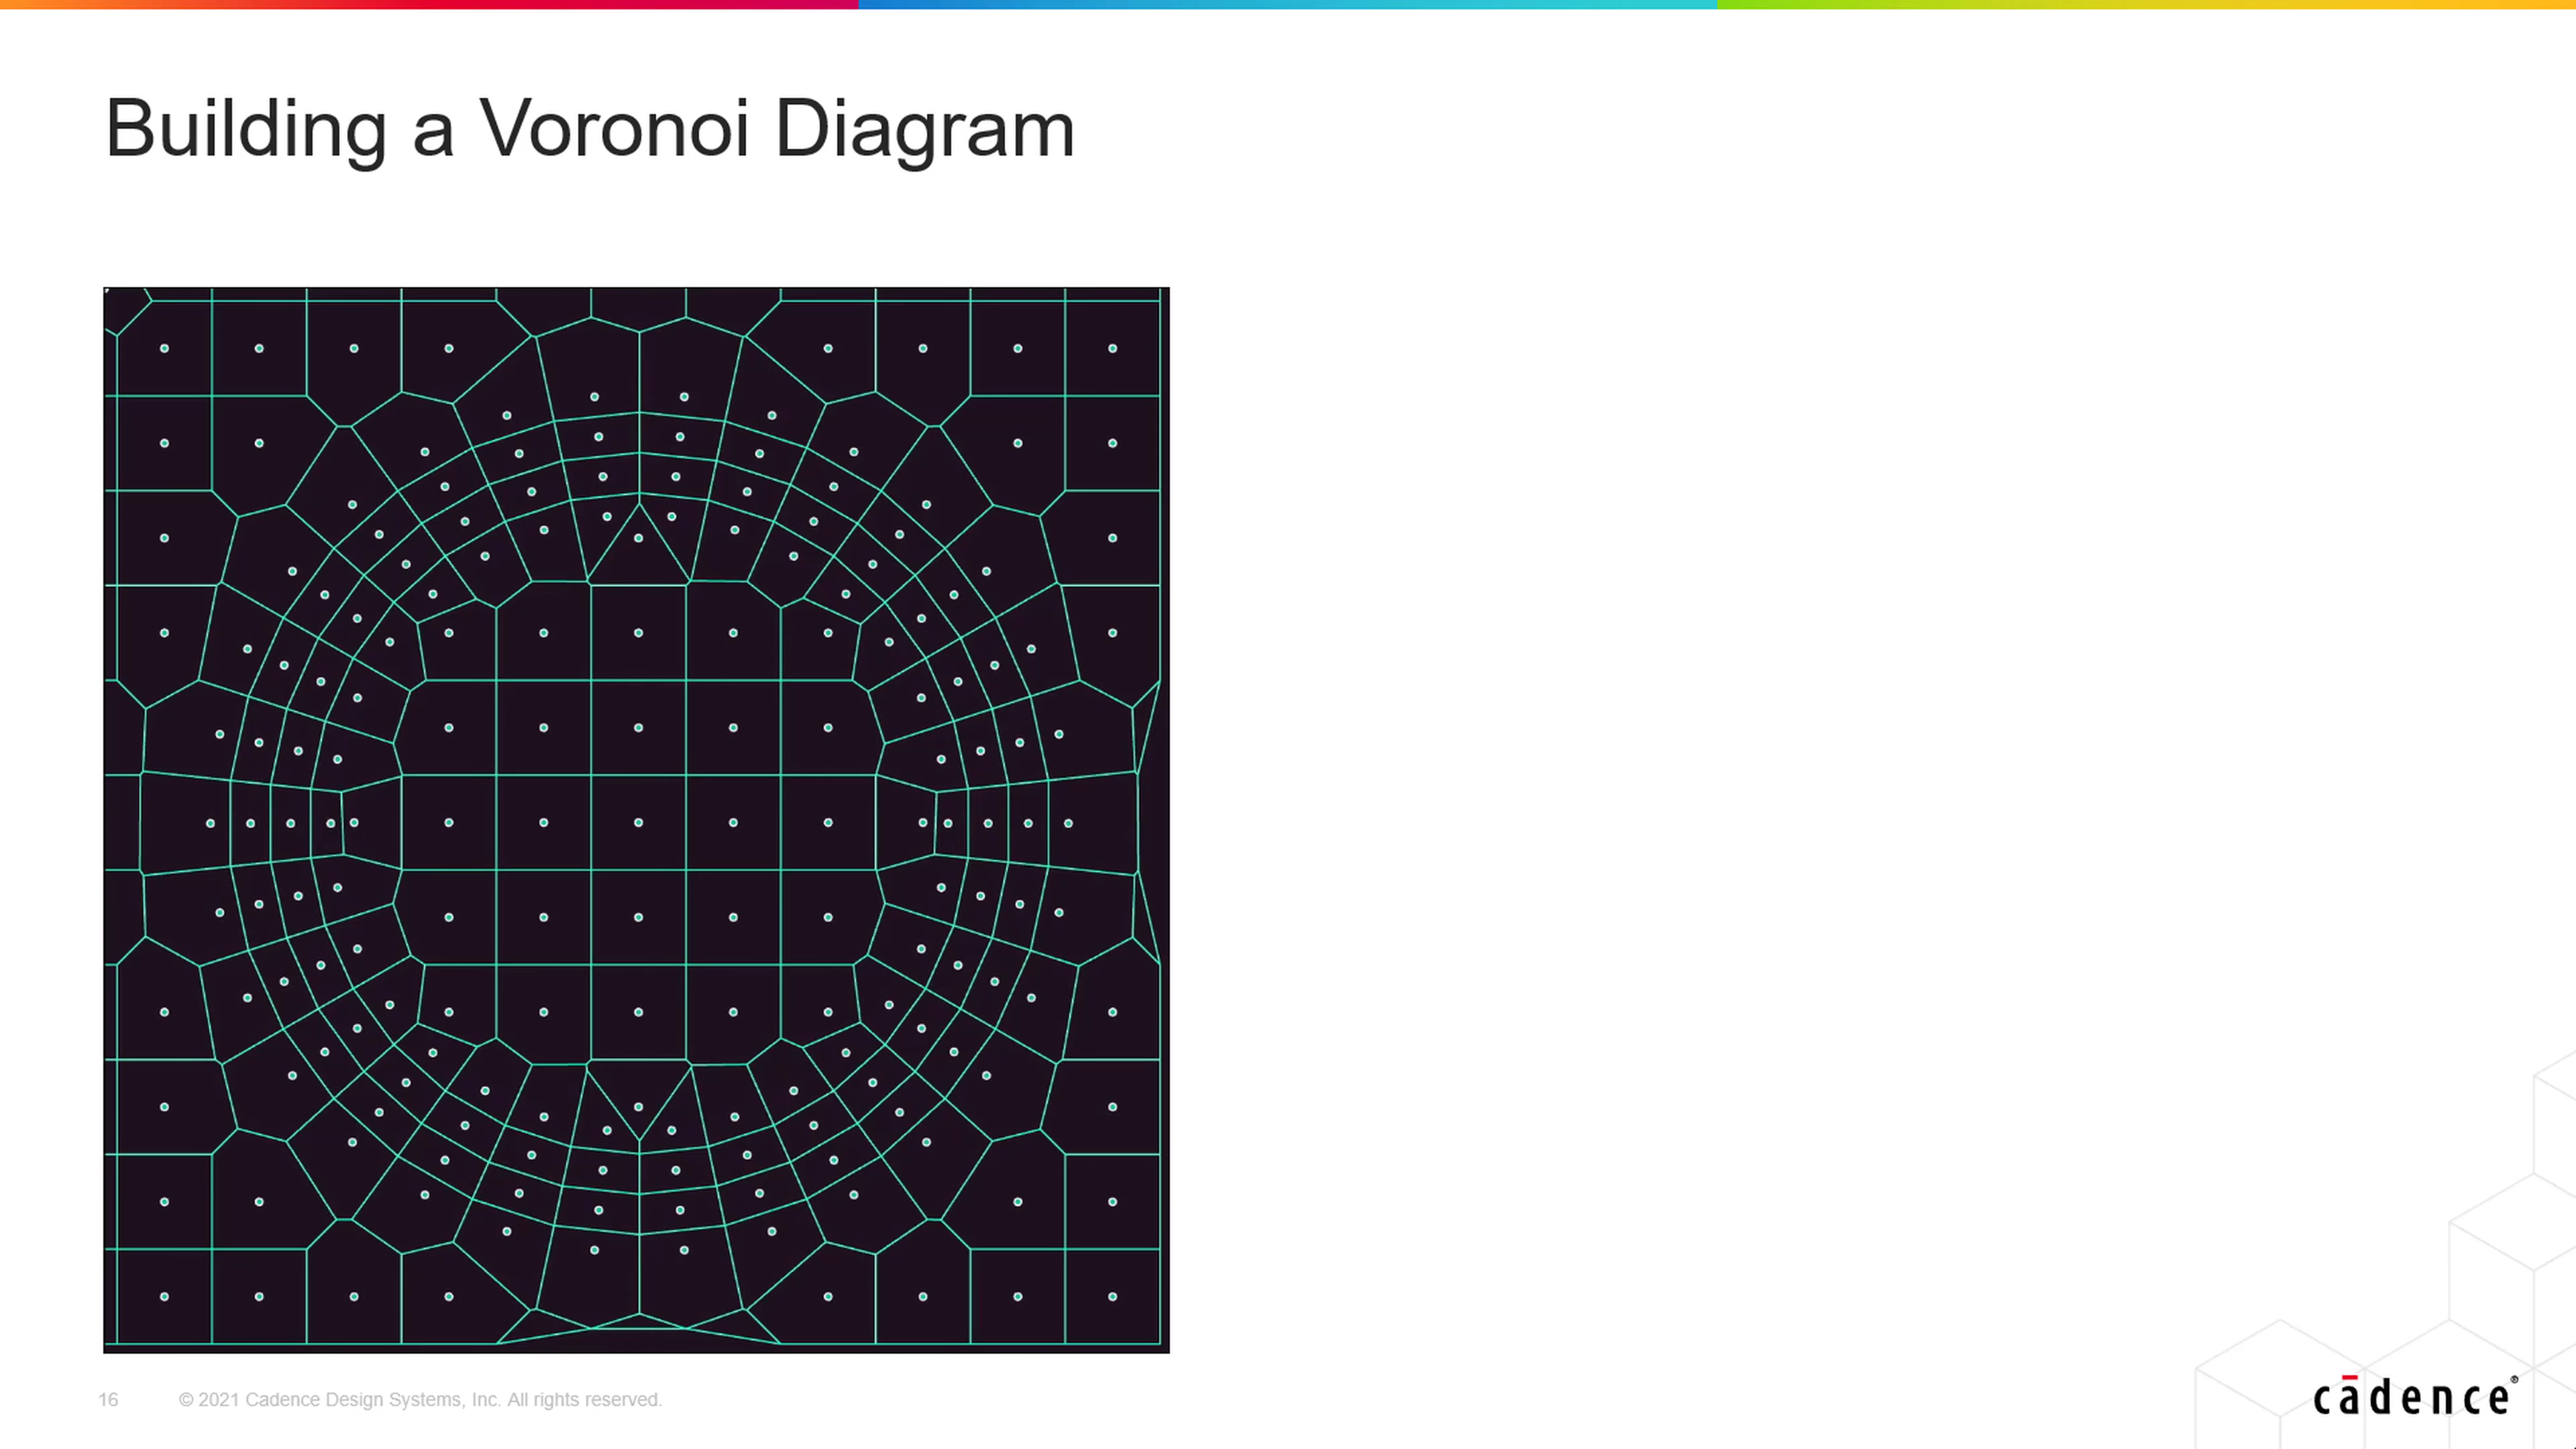 Building a Voronoi Diagram
16
© 2021 Cadence Design Systems, Inc. All rights reserved.
cādence®